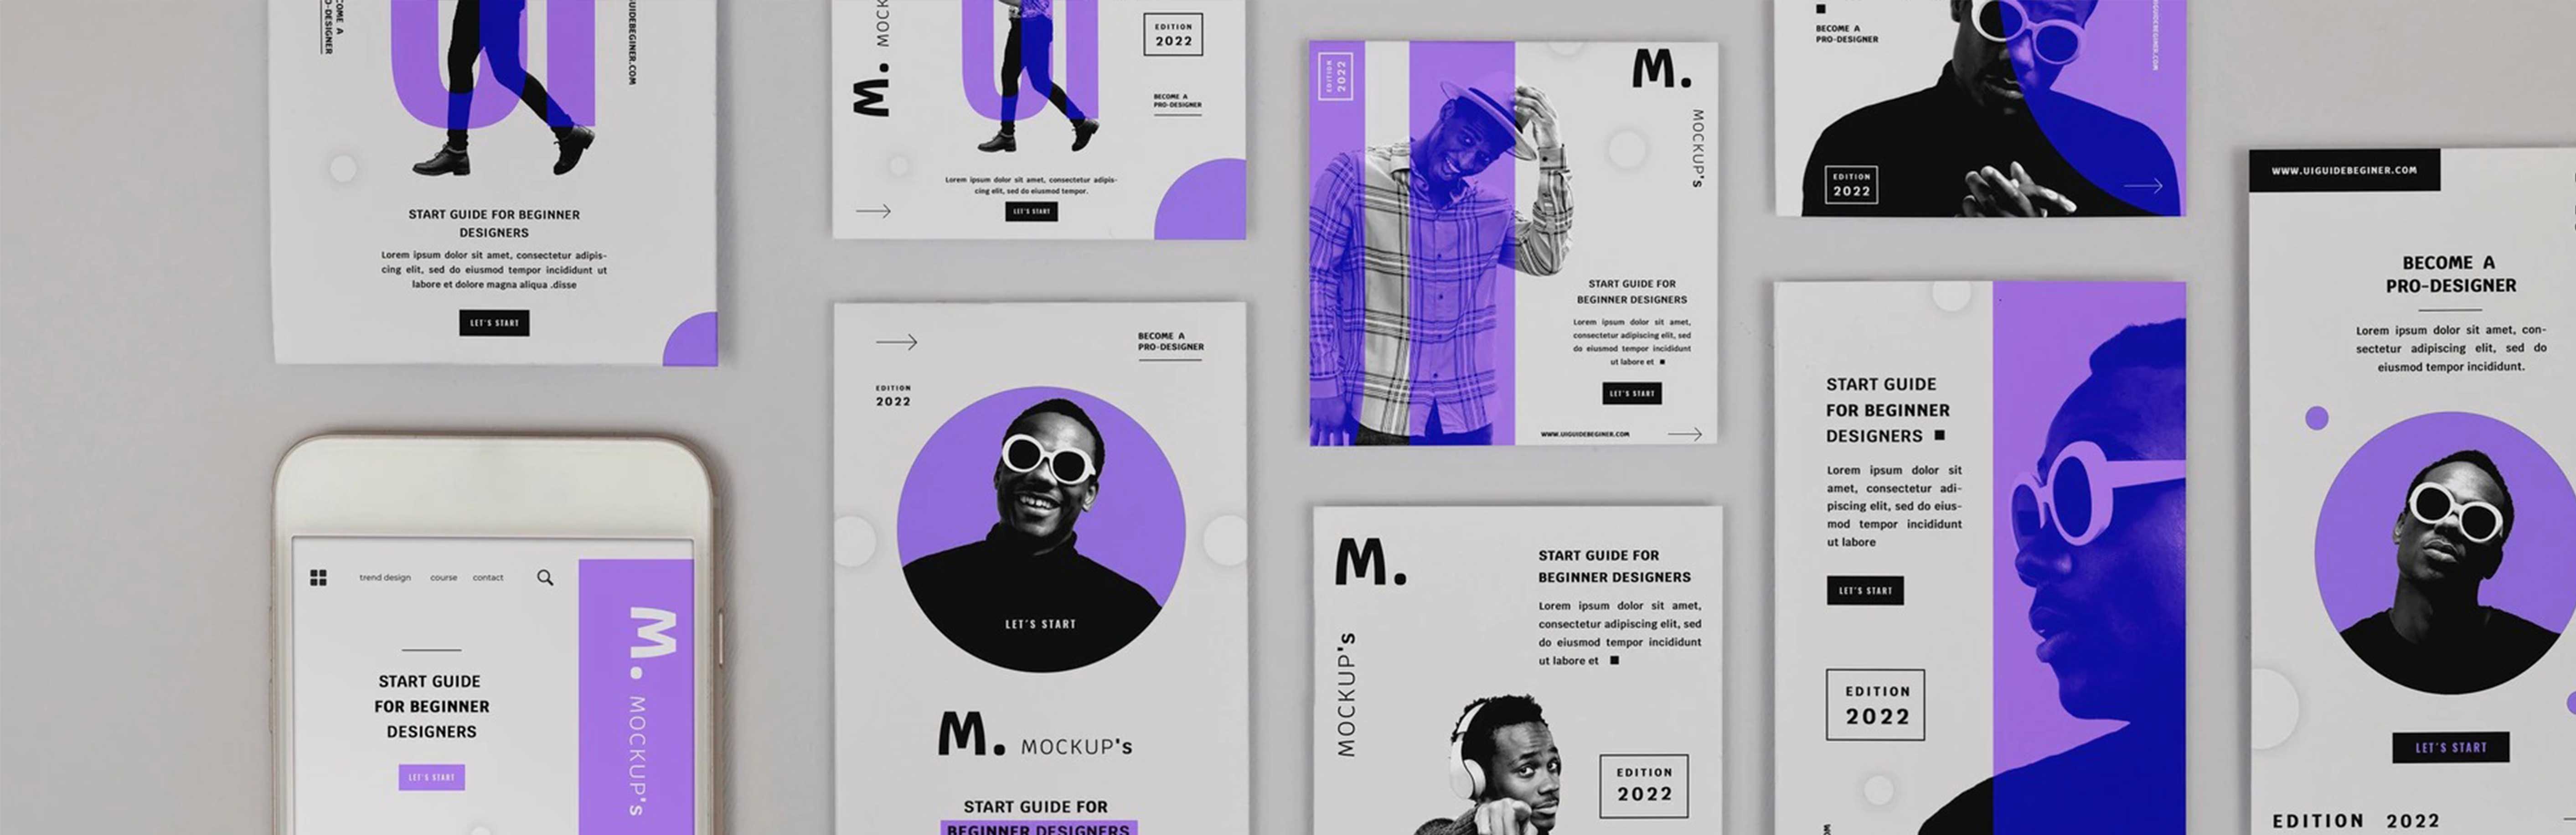 BECOME A
PRO-DESIGNER
UIDEBEGINER.COM
START GUIDE FOR BEGINNER
DESIGNERS
Lorem ipsum dolor sit amet, consectetur adipis-
cing elit, sed do eiusmod tempor incididunt ut
labore et dolore magna aliqua .disse
LET'S START
trend design course contact
START GUIDE
FOR BEGINNER
DESIGNERS
LET'S START
M. MOCKUP's
M. MOCK
EDITION
2022
BECOME A
PRO-DESIGNER
Lorem ipsum dolor sit amet, consectetur adipis-
cing elit, sed do eiusmod tempor.
LET'S START
BECOME A
PRO-DESIGNER
EDITION
2022
LET'S START
M. MOCKUP's
START GUIDE FOR
BEGINNER DESIGNERS
EDITION
2022
M.
MOCKUP's
START GUIDE FOR
BEGINNER DESIGNERS
Lorem ipsum dolor sit amet,
consectetur adipiscing elit, sed
do eiusmod tempor incididunt
ut labore et
LET'S START
WWW.UIGUIDEBEGINER.COM
M.
MOCKUP's
START GUIDE FOR
BEGINNER DESIGNERS
Lorem ipsum dolor sit amet,
consectetur adipiscing elit, sed
do eiusmod tempor incididunt
ut labore et
EDITION
2022
BECOME A
PRO-DESIGNER
EDITION
2022
START GUIDE
FOR BEGINNER
DESIGNERS
Lorem ipsum dolor sit
amet, consectetur adi-
piscing elit, sed do eius-
mod tempor incididunt
ut labore
LET'S START
EDITION
2022
WWW.UIGUIDEBEGINER.COM
BECOME A
PRO-DESIGNER
Lorem ipsum dolor sit amet, con-
sectetur adipiscing elit, sed do
eiusmod tempor incididunt.
LET'S START
EDITION 2022